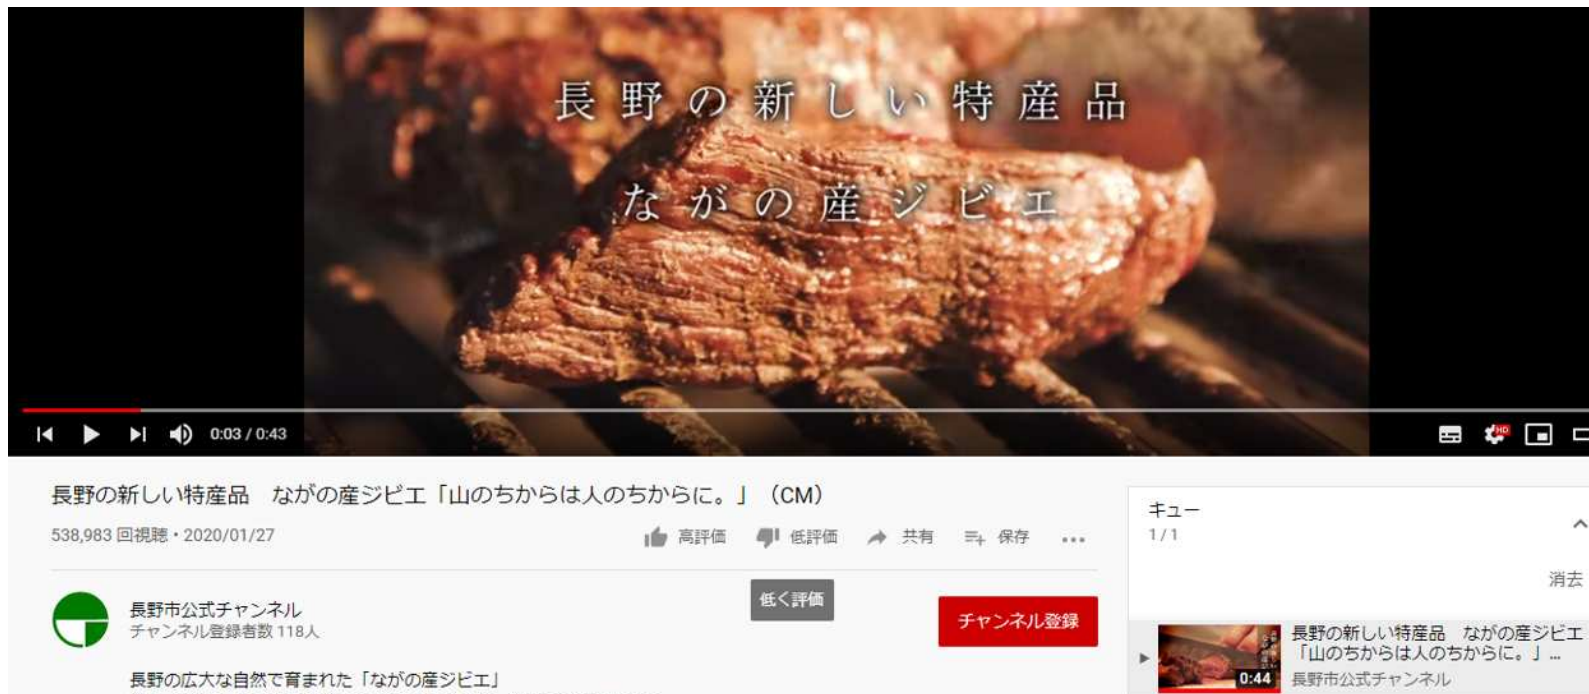 長野の新しい特産品
ながの産ジビエ
0:03 / 0:43
HD
長野の新しい特産品　ながの産ジビエ「山のちからは人のちからに。」（CM）
538,983 回視聴・2020/01/27
高評価
低評価
共有
保存
低く評価
長野市公式チャンネル
チャンネル登録者数 118人
チャンネル登録
長野の広大な自然で育まれた「ながの産ジビエ」
キュー
1 / 1
消去
0:44
長野の新しい特産品　ながの産ジビエ
「山のちからは人のちからに。」...
長野市公式チャンネル